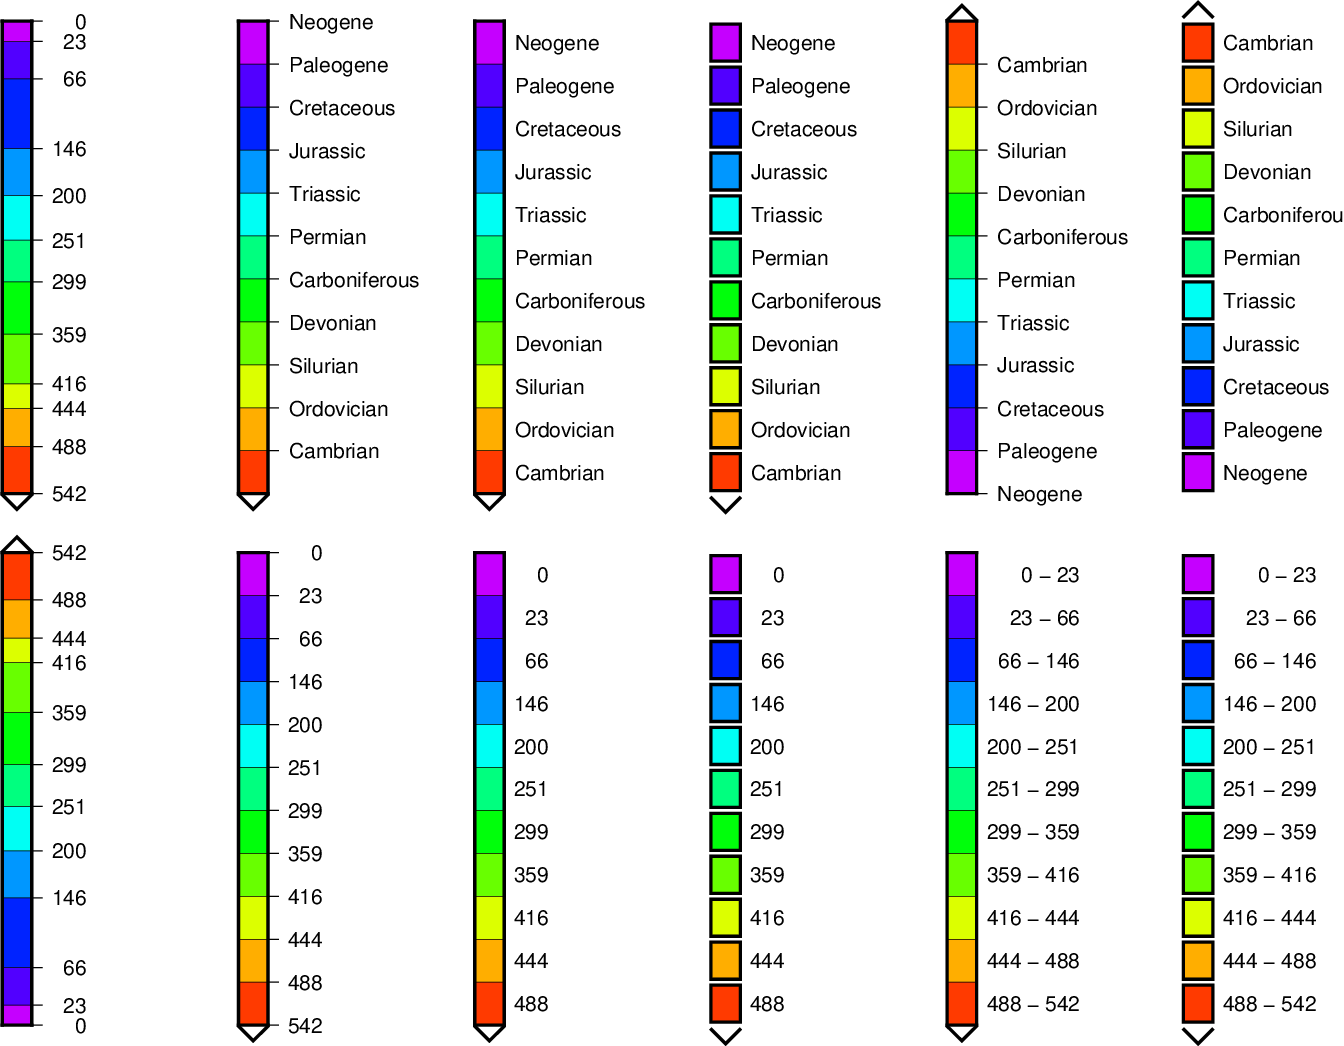 0
23
66
146
200
251
299
359
416
444
488
542
Neogene
Paleogene
Cretaceous
Jurassic
Triassic
Permian
Carboniferous
Devonian
Silurian
Ordovician
Cambrian
Neogene
Paleogene
Cretaceous
Jurassic
Triassic
Permian
Carboniferous
Devonian
Silurian
Ordovician
Cambrian
Neogene
Paleogene
Cretaceous
Jurassic
Triassic
Permian
Carboniferous
Devonian
Silurian
Ordovician
Cambrian
Cambrian
Ordovician
Silurian
Devonian
Carboniferous
Permian
Triassic
Jurassic
Cretaceous
Paleogene
Neogene
Cambrian
Ordovician
Silurian
Devonian
Carboniferou
Permian
Triassic
Jurassic
Cretaceous
Paleogene
Neogene
542
488
444
416
359
299
251
200
146
66
23
0
0
23
66
146
200
251
299
359
416
444
488
542
0
23
66
146
200
251
299
359
416
444
488
0
23
66
146
200
251
299
359
416
444
488
0 – 23
23 – 66
66 – 146
146 – 200
200 – 251
251 – 299
299 – 359
359 – 416
416 – 444
444 – 488
488 – 542
0 – 23
23 – 66
66 – 146
146 – 200
200 – 251
251 – 299
299 – 359
359 – 416
416 – 444
444 – 488
488 – 542